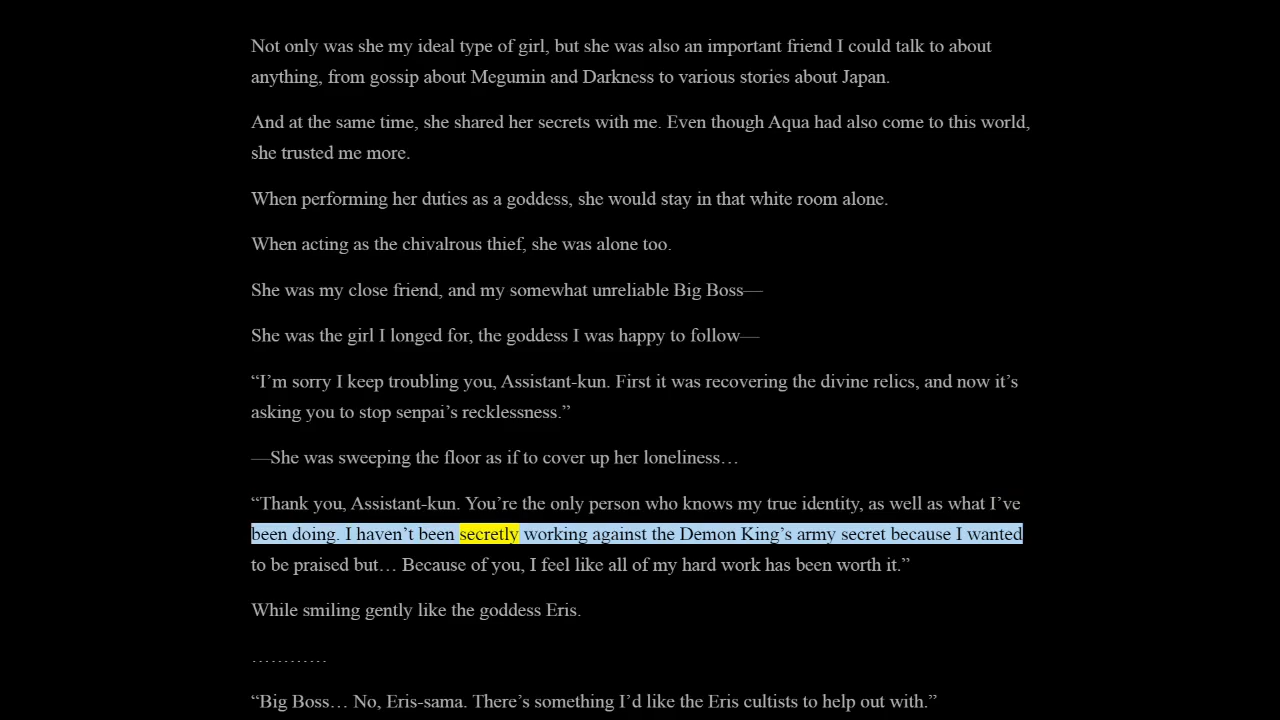 Not only was she my ideal type of girl, but she was also an important friend I could talk to about
anything, from gossip about Megumin and Darkness to various stories about Japan.
And at the same time, she shared her secrets with me. Even though Aqua had also come to this world,
she trusted me more.
When performing her duties as a goddess, she would stay in that white room alone.
When acting as the chivalrous thief, she was alone too.
She was my close friend, and my somewhat unreliable Big Boss—
She was the girl I longed for, the goddess I was happy to follow—
“I’m sorry I keep troubling you, Assistant-kun. First it was recovering the divine relics, and now it’s
asking you to stop senpai’s recklessness.”
—She was sweeping the floor as if to cover up her loneliness…
“Thank you, Assistant-kun. You’re the only person who knows my true identity, as well as what I’ve
been doing. I haven’t been secretly working against the Demon King’s army secret because I wanted
to be praised but… Because of you, I feel like all of my hard work has been worth it.”
While smiling gently like the goddess Eris.
…………
“Big Boss… No, Eris-sama. There’s something I’d like the Eris cultists to help out with.”